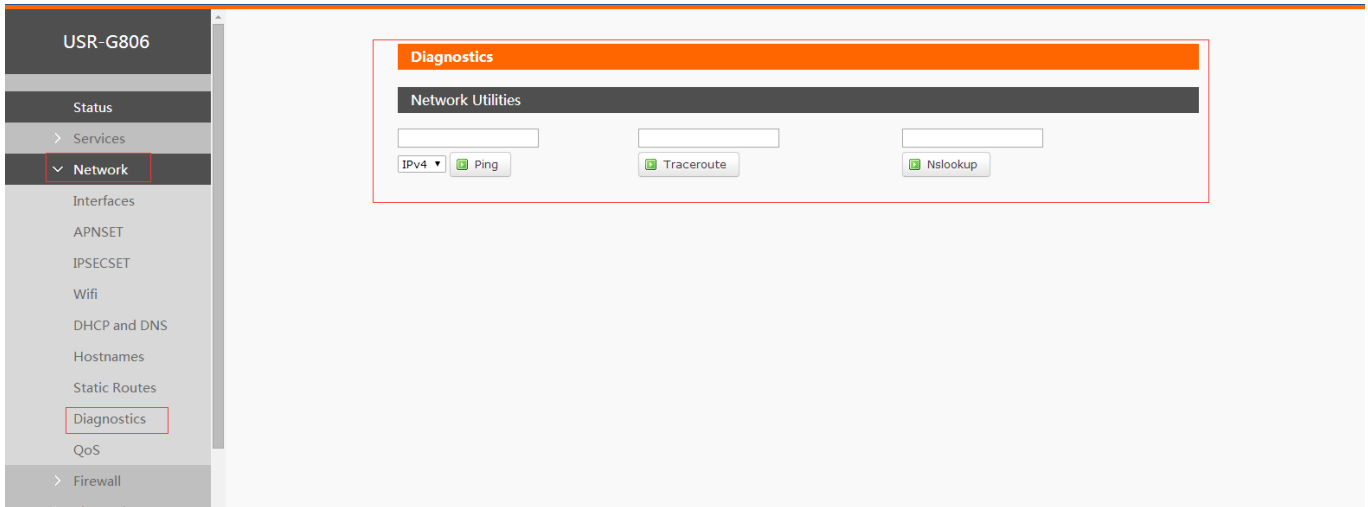 USR-G806
Status
Services
Network
Interfaces
APNSET
IPSECSET
Wifi
DHCP and DNS
Hostnames
Static Routes
Diagnostics
QoS
Firewall
Diagnostics
Network Utilities
IPv4 Ping Traceroute Nslookup